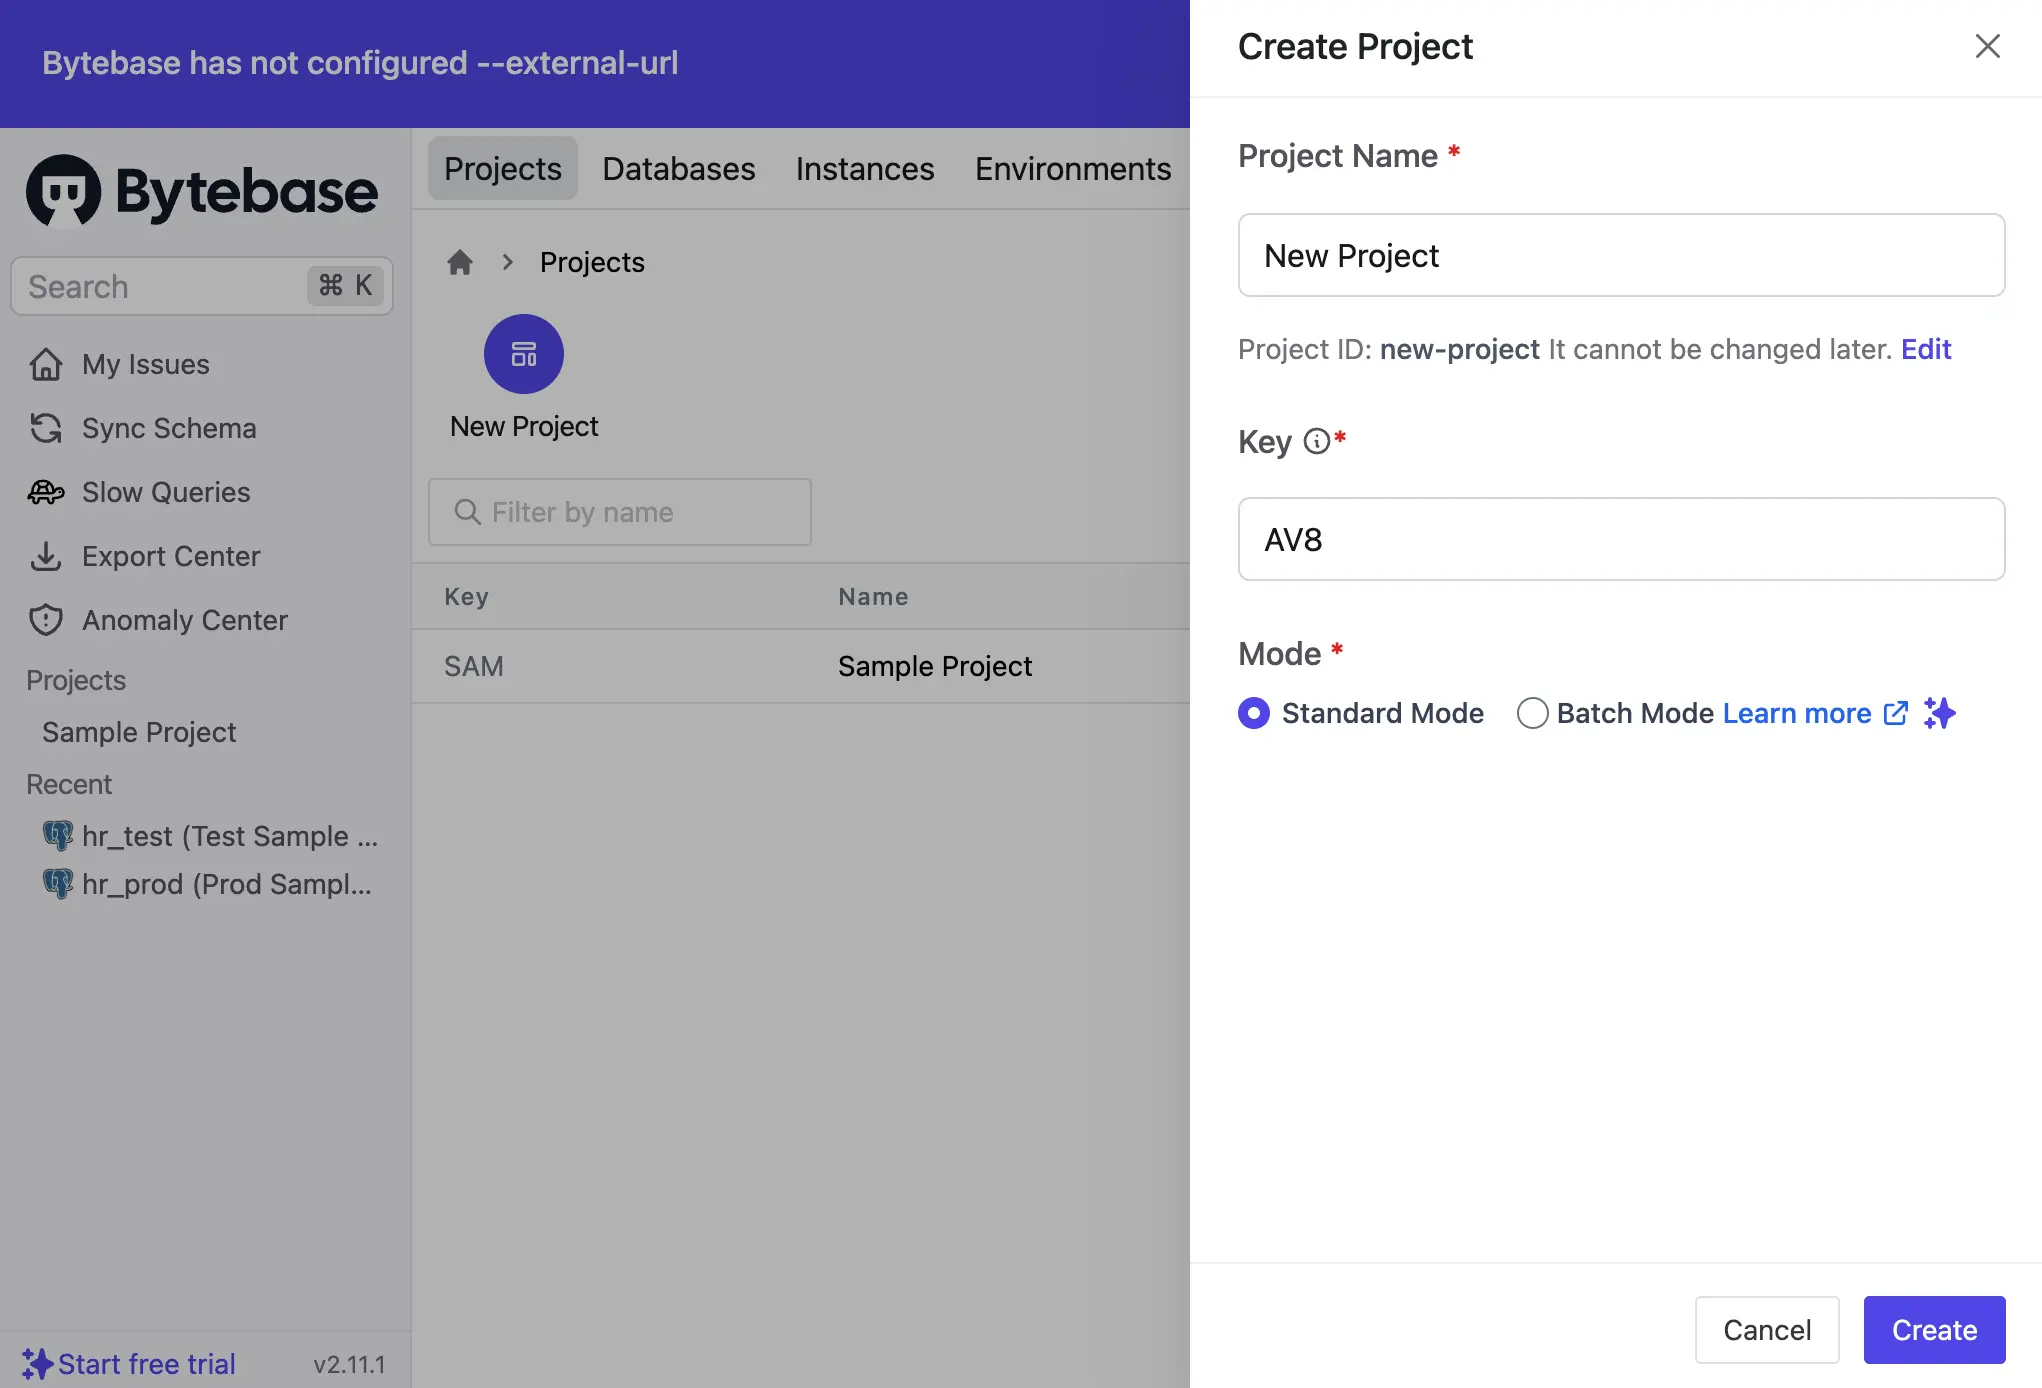 Bytebase has not configured --external-url
Bytebase
Search ⌘ K
My Issues
Sync Schema
Slow Queries
Export Center
Anomaly Center
Projects
Sample Project
Recent
hr_test (Test Sample ...
hr_prod (Prod Sampl...
Start free trial v2.11.1
Projects Databases Instances Environments
Projects
New Project
Filter by name
Key Name
SAM Sample Project
Create Project
Project Name *
New Project
Project ID: new-project It cannot be changed later. Edit
Key *
AV8
Mode *
Standard Mode Batch Mode Learn more
Cancel Create